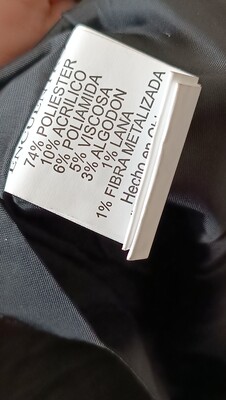 74% POLIESTER
10% ACRILICO
6% POLIAMIDA
5% VISCOSA
3% ALGODON
1% LANA
1% FIBRA METALIZADA
Hecho en